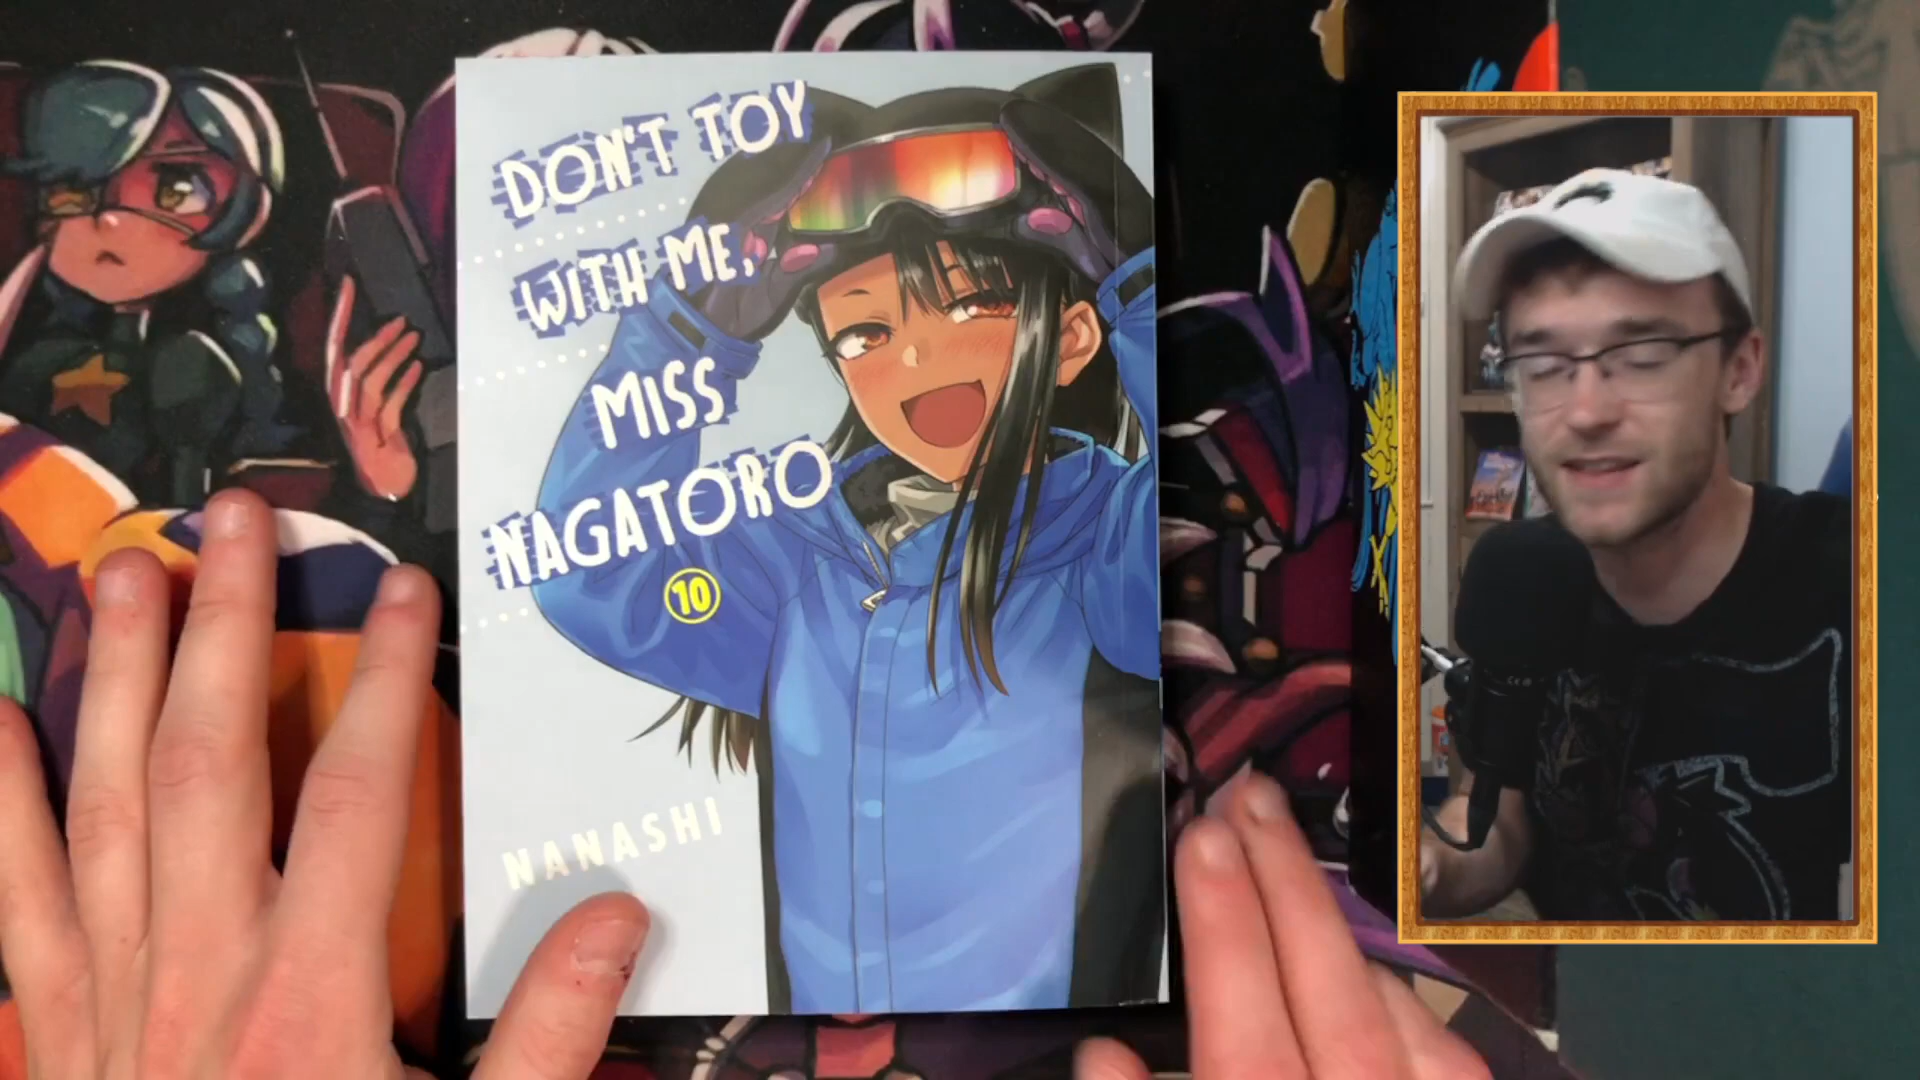 DON'T TOY
WITH ME,
MISS
NAGATORO
10
NANASHI